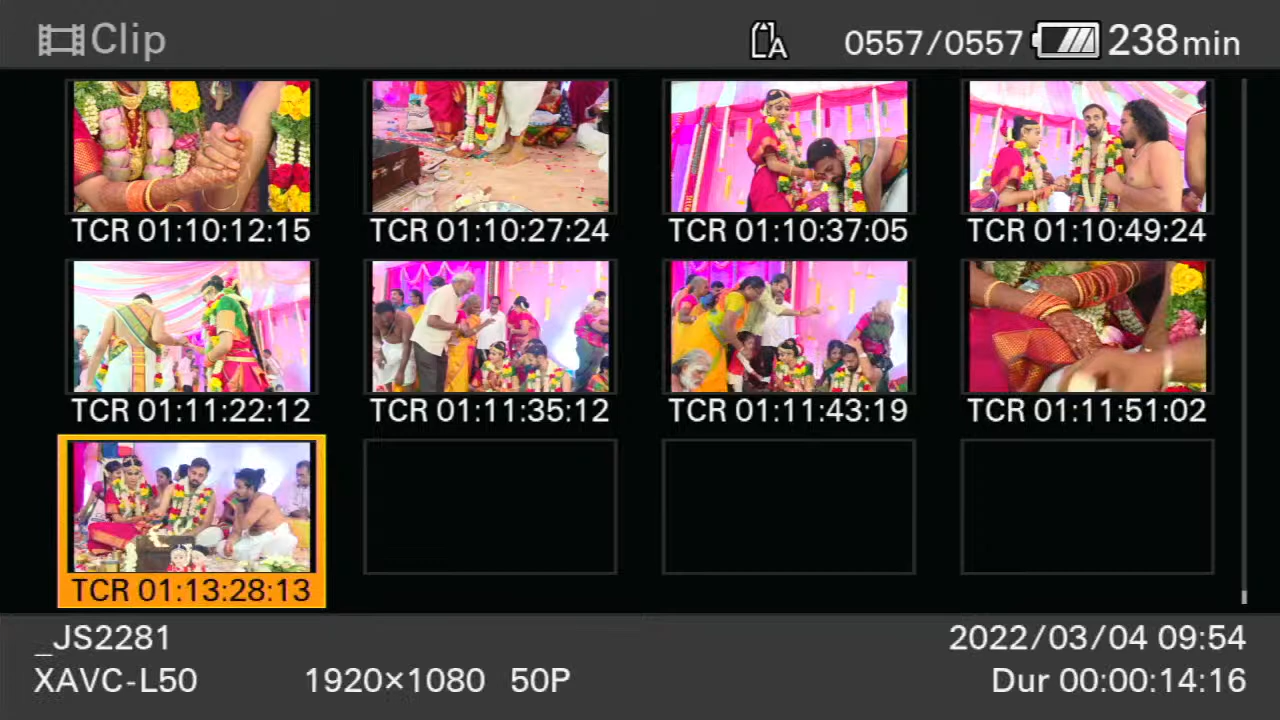 Clip
A
0557/0557
238min
TCR 01:10:12:15
TCR 01:10:27:24
TCR 01:10:37:05
TCR 01:10:49:24
TCR 01:11:22:12
TCR 01:11:35:12
TCR 01:11:43:19
TCR 01:11:51:02
TCR 01:13:28:13
_JS2281
2022/03/04 09:54
XAVC-L50
1920×1080
50P
Dur 00:00:14:16